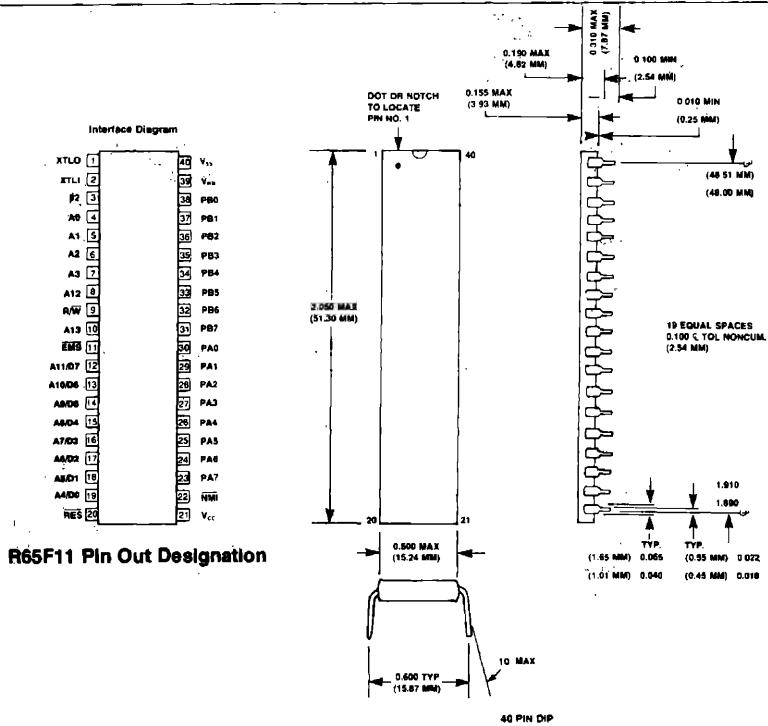 Interface Diagram
XTLO 1
XTLI 2
φ2 3
A0 4
A1 5
A2 6
A3 7
A12 8
R/W̅ 9
A13 10
E̅M̅S̅ 11
A11/D7 12
A10/D6 13
A9/D5 14
A8/D4 15
A7/D3 16
A6/D2 17
A5/D1 18
A4/D0 19
R̅E̅S̅ 20
40 Vss
39
38 PB0
37 PB1
36 PB2
35 PB3
34 PB4
33 PB5
32 PB6
31 PB7
30 PA0
29 PA1
28 PA2
27 PA3
26 PA4
25 PA5
24 PA6
23 PA7
22 N̅M̅I̅
21 Vcc
R65F11 Pin Out Designation
DOT OR NOTCH
TO LOCATE
PIN NO. 1
1
40
2.050 MAX
(51.30 MM)
20
21
0.600 MAX
(15.24 MM)
0.600 TYP
(15.87 MM)
10 MAX
40 PIN DIP
0.310 MAX
(7.87 MM)
0.190 MAX
(4.82 MM)
0.100 MIN
(2.54 MM)
0.155 MAX
(3.93 MM)
0.010 MIN
(0.25 MM)
(48.51 MM)
(48.00 MM)
19 EQUAL SPACES
0.100 ℄ TOL NONCUM.
(2.54 MM)
1.910
1.890
TYP.
TYP.
(1.65 MM) 0.065
(0.55 MM) 0.022
(1.01 MM) 0.040
(0.45 MM) 0.018